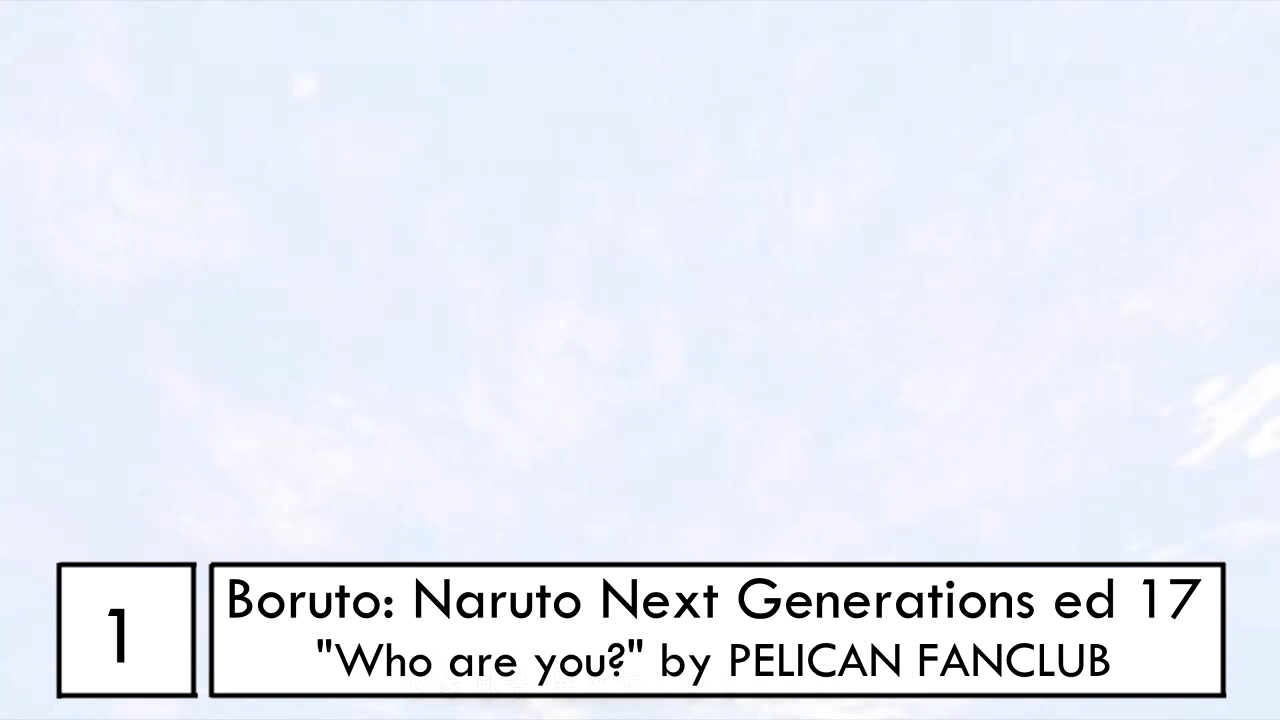 1
Boruto: Naruto Next Generations ed 17
"Who are you?" by PELICAN FANCLUB